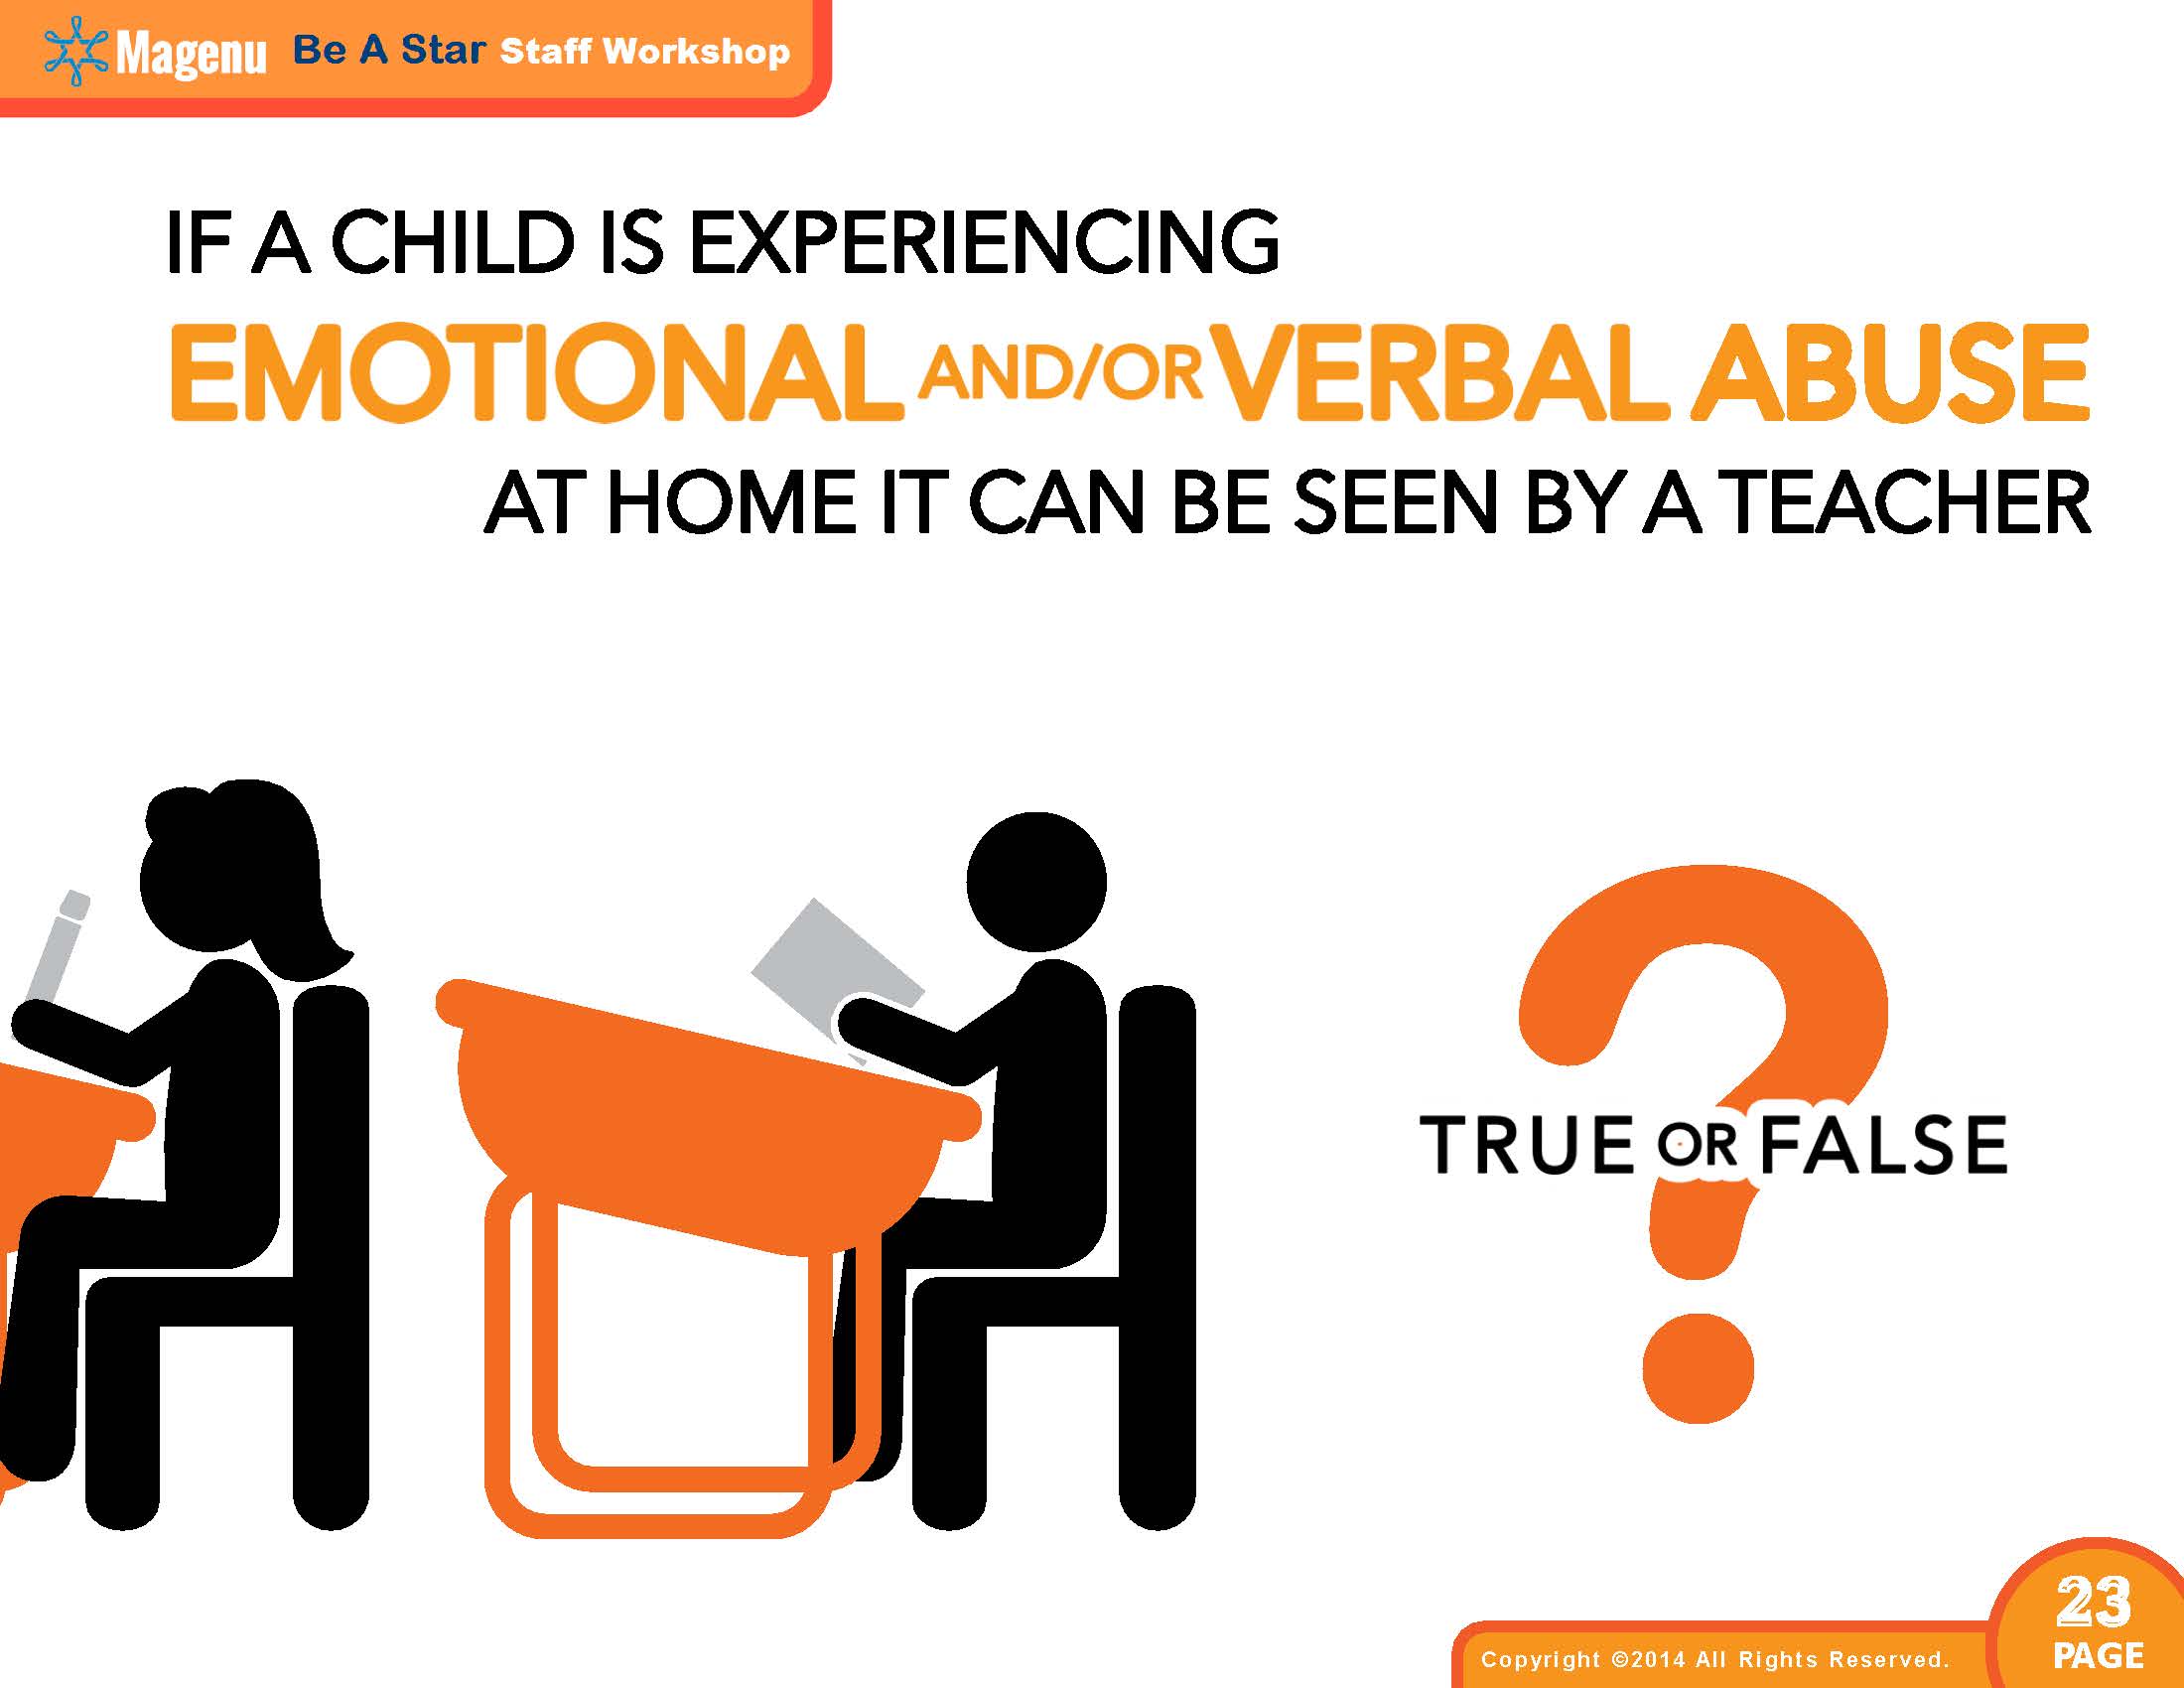 Magenu Be A Star Staff Workshop
IF A CHILD IS EXPERIENCING
EMOTIONAL AND/OR VERBAL ABUSE
AT HOME IT CAN BE SEEN BY A TEACHER
TRUE OR FALSE
?
23
PAGE
Copyright ©2014 All Rights Reserved.